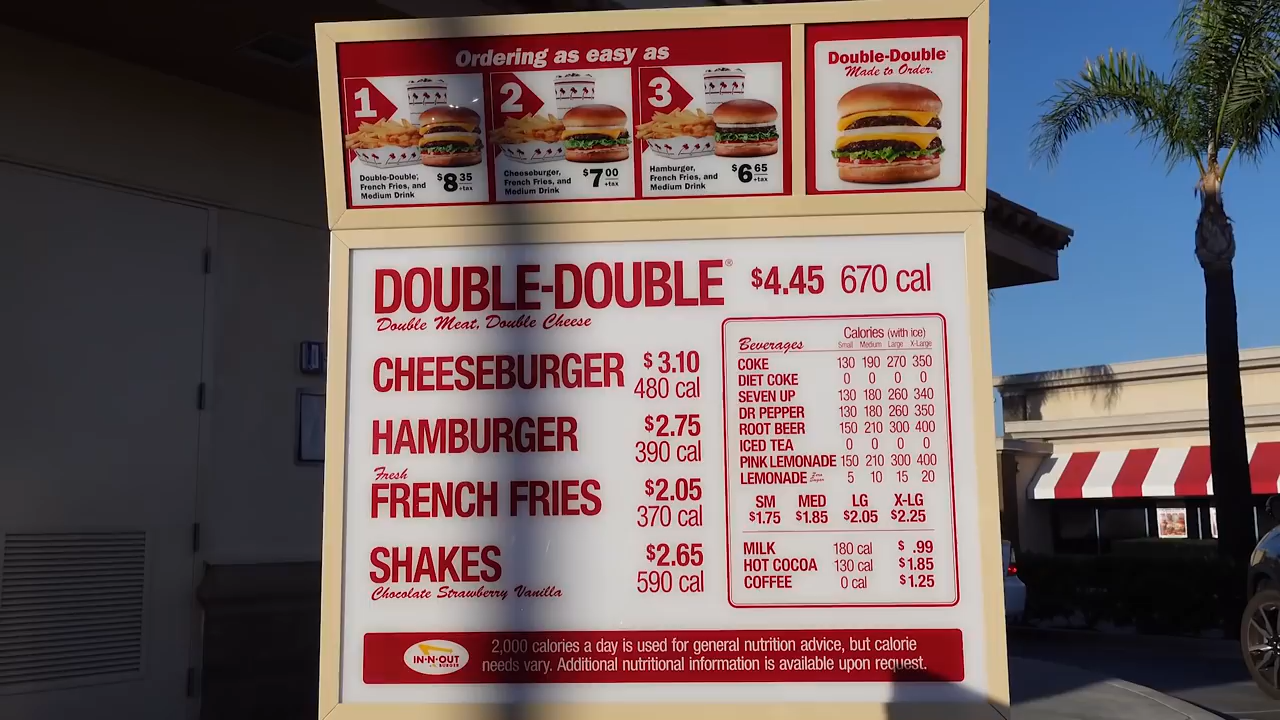 Ordering as easy as
1
Double-Double®,
French Fries, and
Medium Drink
$8 35
+tax
2
Cheeseburger,
French Fries, and
Medium Drink
$7 00
+tax
3
Hamburger,
French Fries, and
Medium Drink
$6 65
+tax
Double-Double®
Made to Order.
DOUBLE-DOUBLE® $4.45 670 cal
Double Meat, Double Cheese
CHEESEBURGER $3.10
480 cal
HAMBURGER $2.75
390 cal
Fresh
FRENCH FRIES $2.05
370 cal
SHAKES $2.65
590 cal
Chocolate Strawberry Vanilla
Calories (with ice)
Beverages Small Medium Large X-Large
COKE 130 190 270 350
DIET COKE 0 0 0 0
SEVEN UP 130 180 260 340
DR PEPPER 130 180 260 350
ROOT BEER 150 210 300 400
ICED TEA 0 0 0 0
PINK LEMONADE 150 210 300 400
LEMONADE Zero Sugar 5 10 15 20
SM MED LG X-LG
$1.75 $1.85 $2.05 $2.25
MILK 180 cal $ .99
HOT COCOA 130 cal $1.85
COFFEE 0 cal $1.25
IN-N-OUT
BURGER
2,000 calories a day is used for general nutrition advice, but calorie
needs vary. Additional nutritional information is available upon request.